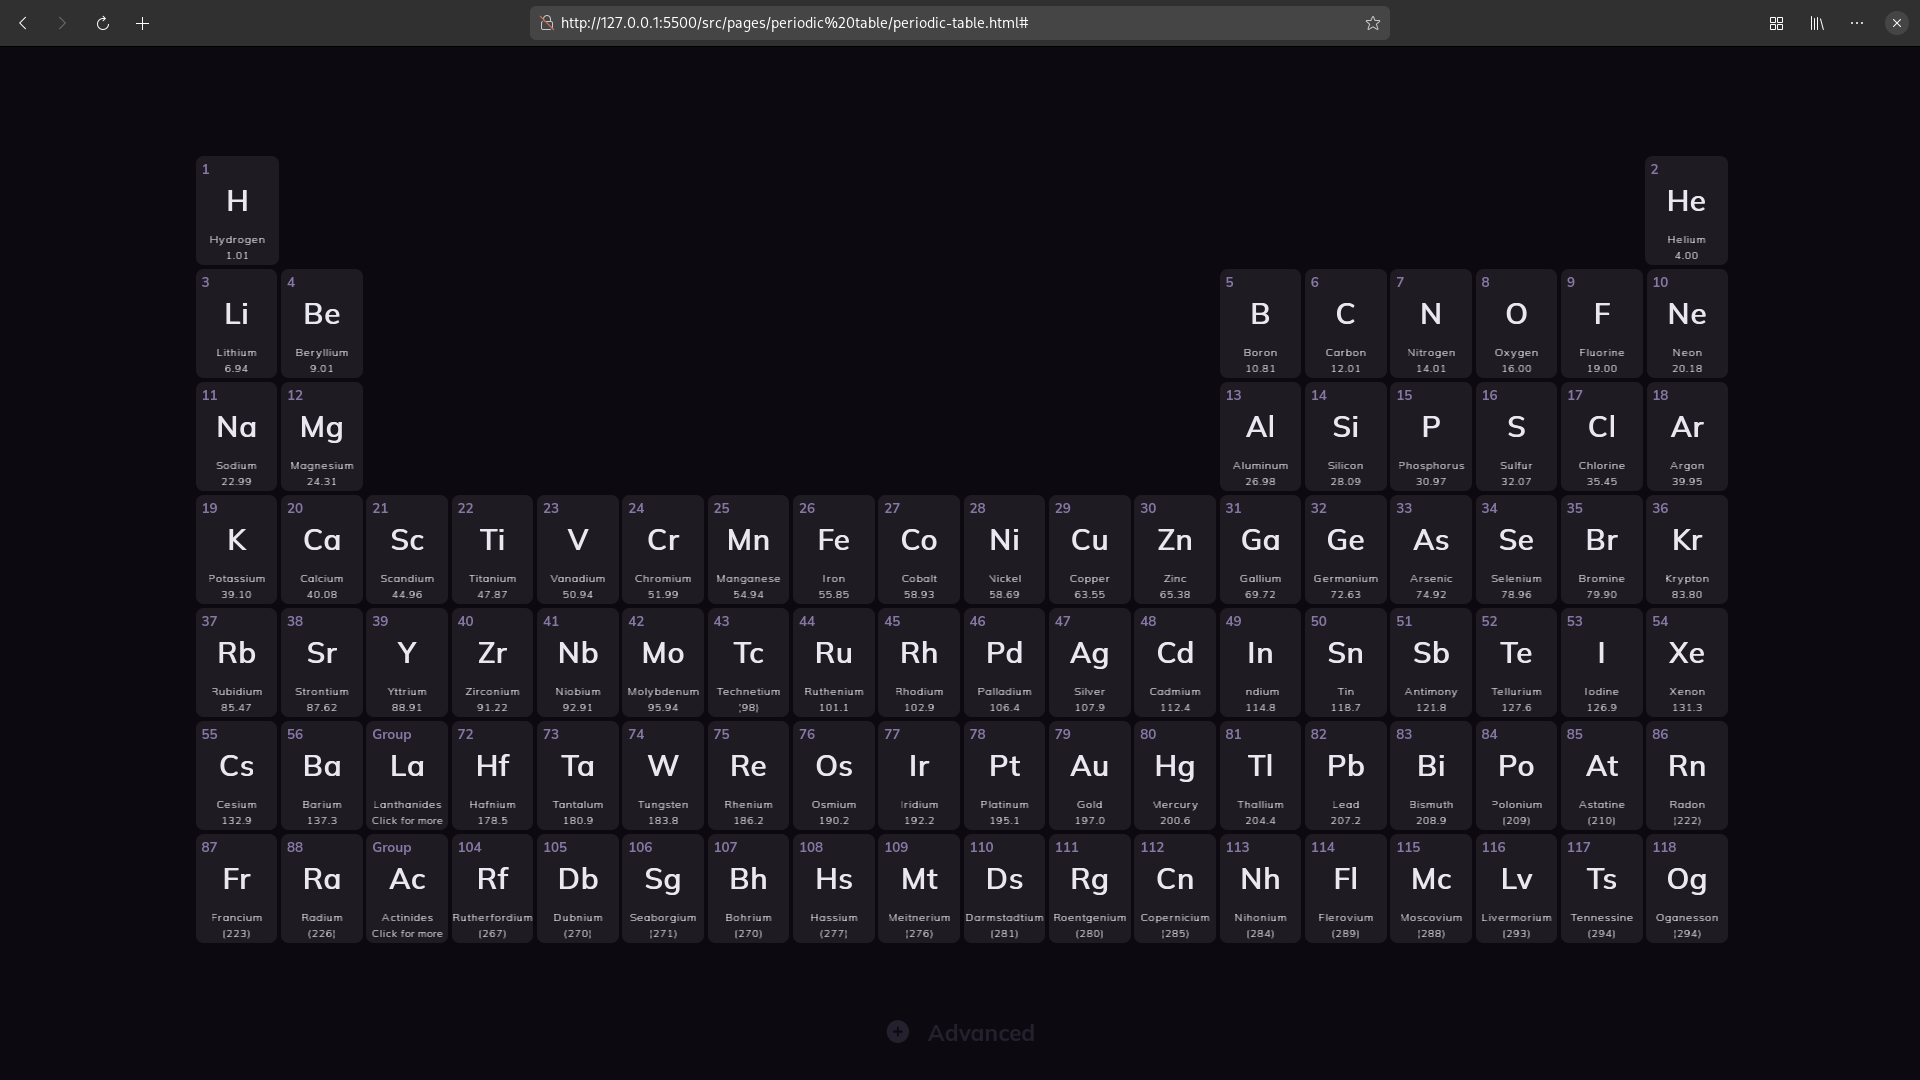 http://127.0.0.1:5500/src/pages/periodic%20table/periodic-table.html#
1 2
H He
Hydrogen Helium
1.01 4.00
3 4 5 6 7 8 9 10
Li Be B C N O F Ne
Lithium Beryllium Boron Carbon Nitrogen Oxygen Fluorine Neon
6.94 9.01 10.81 12.01 14.01 16.00 19.00 20.18
11 12 13 14 15 16 17 18
Na Mg Al Si P S Cl Ar
Sodium Magnesium Aluminum Silicon Phosphorus Sulfur Chlorine Argon
22.99 24.31 26.98 28.09 30.97 32.07 35.45 39.95
19 20 21 22 23 24 25 26 27 28 29 30 31 32 33 34 35 36
K Ca Sc Ti V Cr Mn Fe Co Ni Cu Zn Ga Ge As Se Br Kr
Potassium Calcium Scandium Titanium Vanadium Chromium Manganese Iron Cobalt Nickel Copper Zinc Gallium Germanium Arsenic Selenium Bromine Krypton
39.10 40.08 44.96 47.87 50.94 51.99 54.94 55.85 58.93 58.69 63.55 65.38 69.72 72.63 74.92 78.96 79.90 83.80
37 38 39 40 41 42 43 44 45 46 47 48 49 50 51 52 53 54
Rb Sr Y Zr Nb Mo Tc Ru Rh Pd Ag Cd In Sn Sb Te I Xe
Rubidium Strontium Yttrium Zirconium Niobium Molybdenum Technetium Ruthenium Rhodium Palladium Silver Cadmium ndium Tin Antimony Tellurium Iodine Xenon
85.47 87.62 88.91 91.22 92.91 95.94 (98) 101.1 102.9 106.4 107.9 112.4 114.8 118.7 121.8 127.6 126.9 131.3
55 56 Group 72 73 74 75 76 77 78 79 80 81 82 83 84 85 86
Cs Ba La Hf Ta W Re Os Ir Pt Au Hg Tl Pb Bi Po At Rn
Cesium Barium Lanthanides Hafnium Tantalum Tungsten Rhenium Osmium Iridium Platinum Gold Mercury Thallium Lead Bismuth Polonium Astatine Radon
132.9 137.3 Click for more 178.5 180.9 183.8 186.2 190.2 192.2 195.1 197.0 200.6 204.4 207.2 208.9 (209) (210) (222)
87 88 Group 104 105 106 107 108 109 110 111 112 113 114 115 116 117 118
Fr Ra Ac Rf Db Sg Bh Hs Mt Ds Rg Cn Nh Fl Mc Lv Ts Og
Francium Radium Actinides Rutherfordium Dubnium Seaborgium Bohrium Hassium Meitnerium Darmstadtium Roentgenium Copernicium Nihonium Flerovium Moscovium Livermorium Tennessine Oganesson
(223) (226) Click for more (267) (270) (271) (270) (277) (276) (281) (280) (285) (284) (289) (288) (293) (294) (294)
Advanced